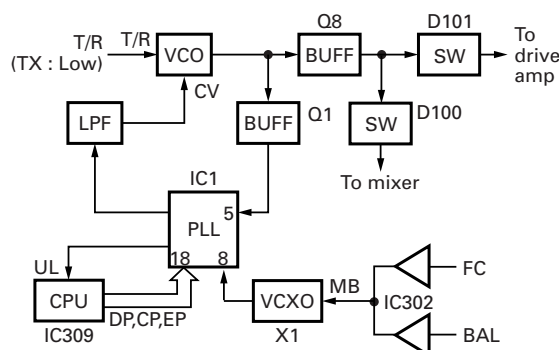 Q8
D101
T/R
T/R
(TX : Low)
VCO
BUFF
SW
To
drive
amp
CV
LPF
BUFF
Q1
SW
D100
To mixer
IC1
5
PLL
18
8
UL
CPU
DP,CP,EP
IC309
VCXO
X1
MB
IC302
FC
BAL